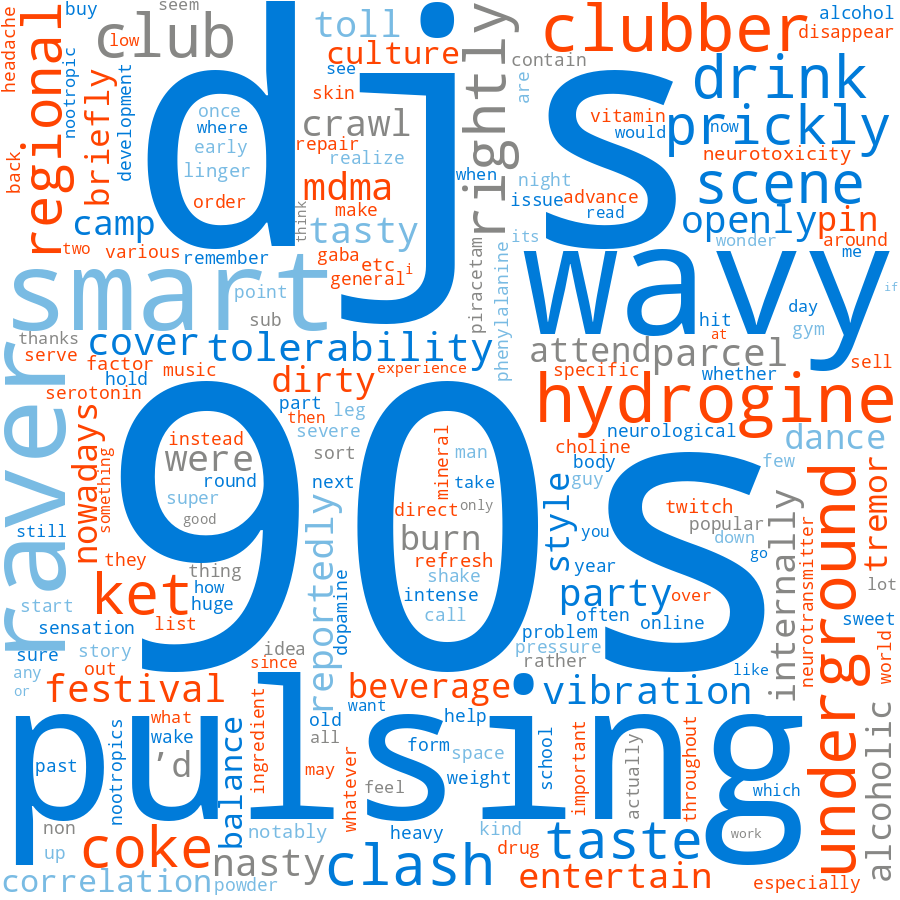 headache
buy
seem
low
club
toll
culture
see
skin
rightly
contain
are
clubber
alcohol
disappear
drink
regional
nootropic
briefly
development
once
where
early
linger
order
djs
crawl
repair
realize
mdma
make
when
night
issue
vitamin
would
now
prickly
neurotoxicity
advance
read
scene
back
camp
two
various
remember
think
tasty
gaba
etc
i
general
piracetam
its
phenylalanine
openly
pin
wonder
around
me
smart
point
sub
wavy
day
gym
if
thanks
serve
cover
tolerability
hit
at
attend
parcel
factor
hold
music
serotonin
dirty
experience
specific
whether
sell
raver
nowadays
something
part
then
leg
severe
hydrogine
instead
were
round
super
good
sort
next
90s
man
mineral
take
only
direct
choline
neurological
body
guy
dance
few
style
twitch
popular
down
you
go
underground
tremor
internally
neurotransmitter
lot
still
they
thing
how
huge
ket
list
reportedly
dopamine
burn
refresh
shake
intense
call
year
party
over
often
online
start
sensation
sure
story
out
any
or
idea
since
problem
pressure
rather
like
sweet
world
festival
ingredient
beverage
vibration
want
old
all
help
form
space
pulsing
what
wake
past
nootropics
’d
balance
may
whatever
feel
weight
school
important
actually
throughout
which
alcoholic
non
up
coke
nasty
notably
heavy
kind
clash
drug
taste
work
correlation
powder
entertain
especially